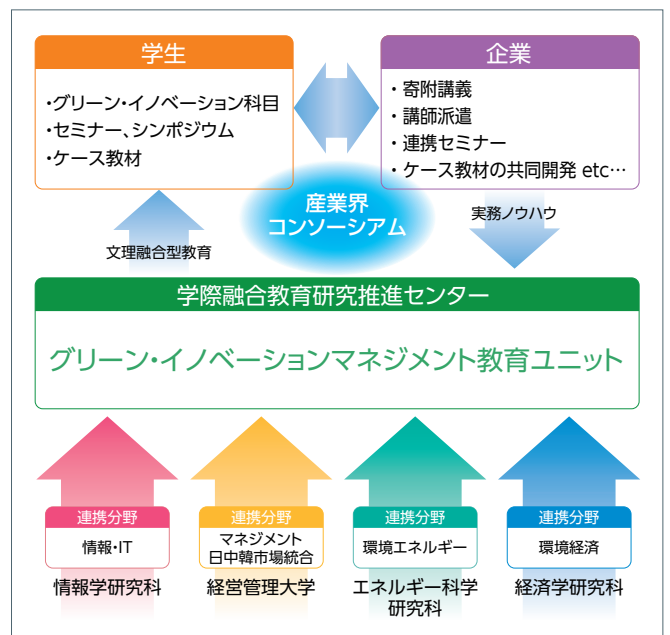 学生
・グリーン・イノベーション科目
・セミナー、シンポジウム
・ケース教材
企業
・寄附講義
・講師派遣
・連携セミナー
・ケース教材の共同開発 etc…
産業界
コンソーシアム
文理融合型教育
実務ノウハウ
学際融合教育研究推進センター
グリーン・イノベーションマネジメント教育ユニット
連携分野
情報・IT
情報学研究科
連携分野
マネジメント
日中韓市場統合
経営管理大学
連携分野
環境エネルギー
エネルギー科学
研究科
連携分野
環境経済
経済学研究科